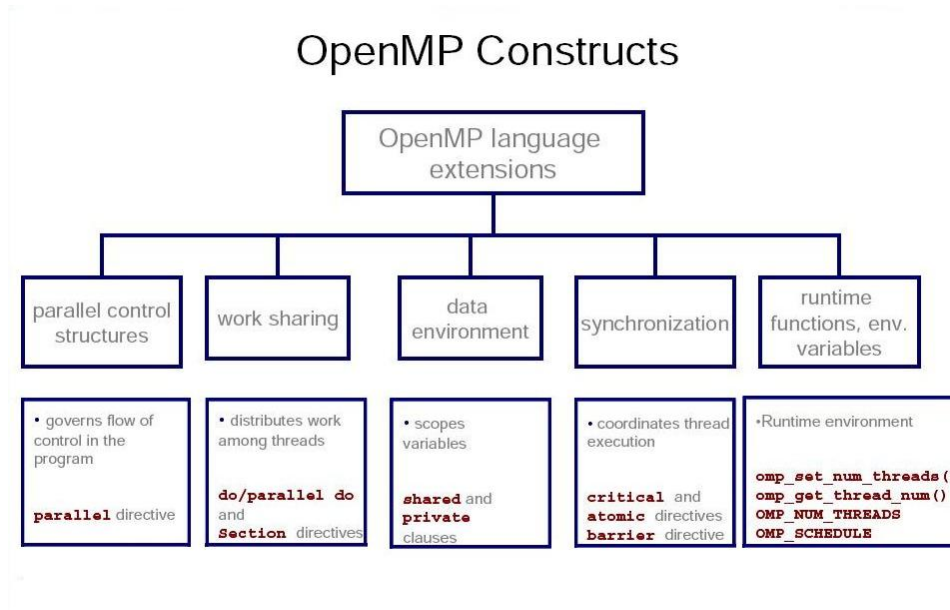 OpenMP Constructs
OpenMP language
extensions
parallel control
structures
work sharing
data
environment
synchronization
runtime
functions, env.
variables
• governs flow of
control in the
program
parallel directive
• distributes work
among threads
do/parallel do
and
Section directives
• scopes
variables
shared and
private
clauses
• coordinates thread
execution
critical and
atomic directives
barrier directive
•Runtime environment
omp_set_num_threads(
omp_get_thread_num()
OMP_NUM_THREADS
OMP_SCHEDULE